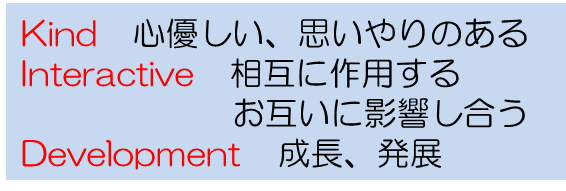 Kind 心優しい、思いやりのある
Interactive 相互に作用する
お互いに影響し合う
Development 成長、発展